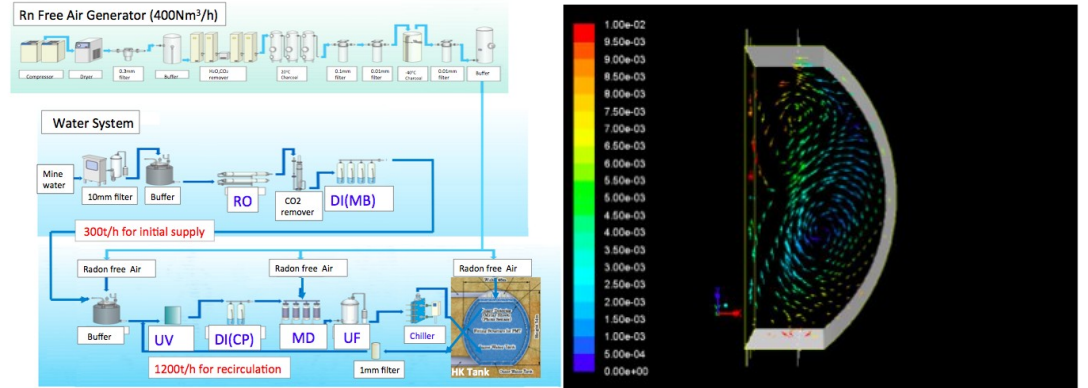 Rn Free Air Generator (400Nm³/h)
Compressor
Dryer
0.3mm
filter
Buffer
H₂O,CO₂
remover
Charcoal
0.1mm
filter
0.01mm
filter
Charcoal
0.01mm
filter
Buffer
Water System
Mine
water
10mm filter
Buffer
RO
CO2
remover
DI(MB)
300t/h for initial supply
Radon free Air
Radon free Air
Radon free Air
Buffer
UV
DI(CP)
MD
UF
Chiller
HK Tank
1mm filter
1200t/h for recirculation
1.00e-02
9.50e-03
9.00e-03
8.50e-03
8.00e-03
7.50e-03
7.00e-03
6.50e-03
6.00e-03
5.50e-03
5.00e-03
4.50e-03
4.00e-03
3.50e-03
3.00e-03
2.50e-03
2.00e-03
1.50e-03
1.00e-03
5.00e-04
0.00e+00